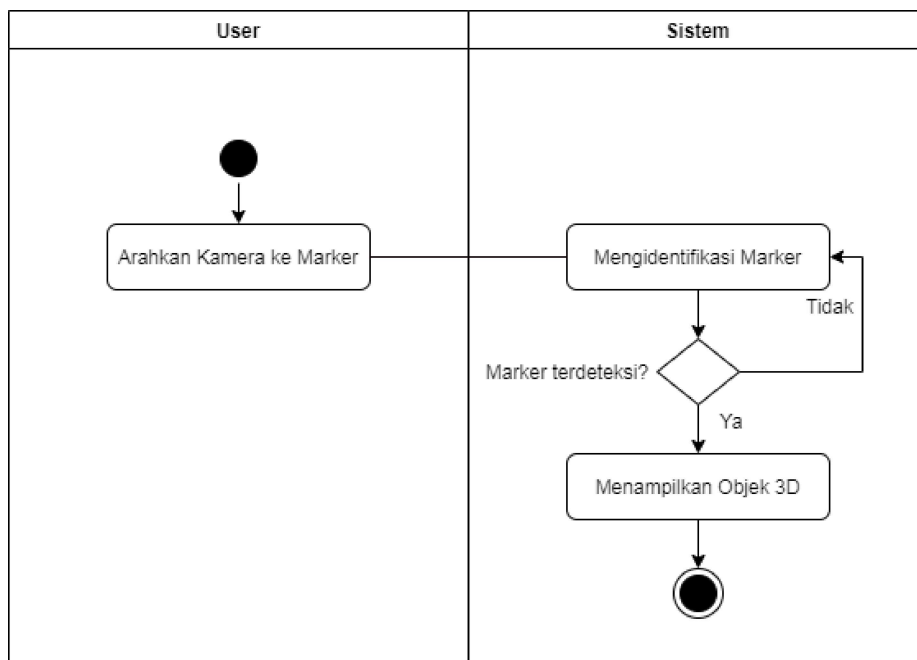 User
Sistem
Arahkan Kamera ke Marker
Mengidentifikasi Marker
Tidak
Marker terdeteksi?
Ya
Menampilkan Objek 3D